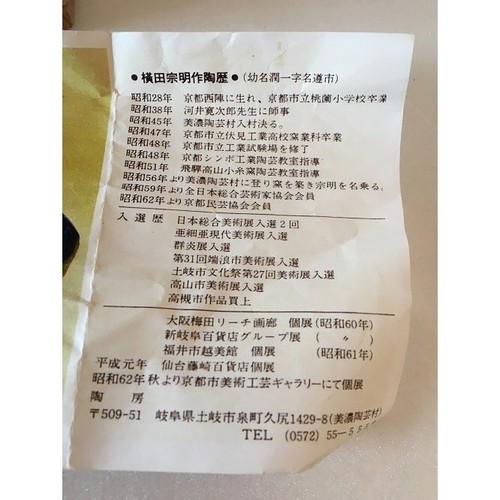 ●横田宗明作陶歴●(幼名潤一字名遵市)
昭和28年 京都西陣に生れ、京都市立桃薗小学校卒業
昭和38年 河井寛次郎先生に師事
昭和45年 美濃陶芸村入村決る。
昭和47年 京都市立伏見工業高校窯業科卒業
昭和48年 京都市立工業試験場を修了
昭和48年 京都シンポ工業陶芸教室指導
昭和51年 飛騨高山小糸窯陶芸教室指導
昭和56年より美濃陶芸村に登り窯を築き宗明を名乗る。
昭和59年より全日本総合芸術家協会会員
昭和62年より京都民芸協会会員
入選歴 日本総合美術展入選2回
亜細亜現代美術展入選
群炎展入選
第31回瑞浪市美術展入選
土岐市文化祭第27回美術展入選
高山市美術展入選
高槻市作品買上
大阪梅田リーチ画廊 個展(昭和60年)
新岐阜百貨店グループ展 ( 〃 )
福井市越美館 個展 (昭和61年)
平成元年 仙台藤崎百貨店個展
昭和62年秋より京都市美術工芸ギャラリーにて個展
陶 房
〒509-51 岐阜県土岐市泉町久尻1429-8(美濃陶芸村)
TEL (0572) 55-